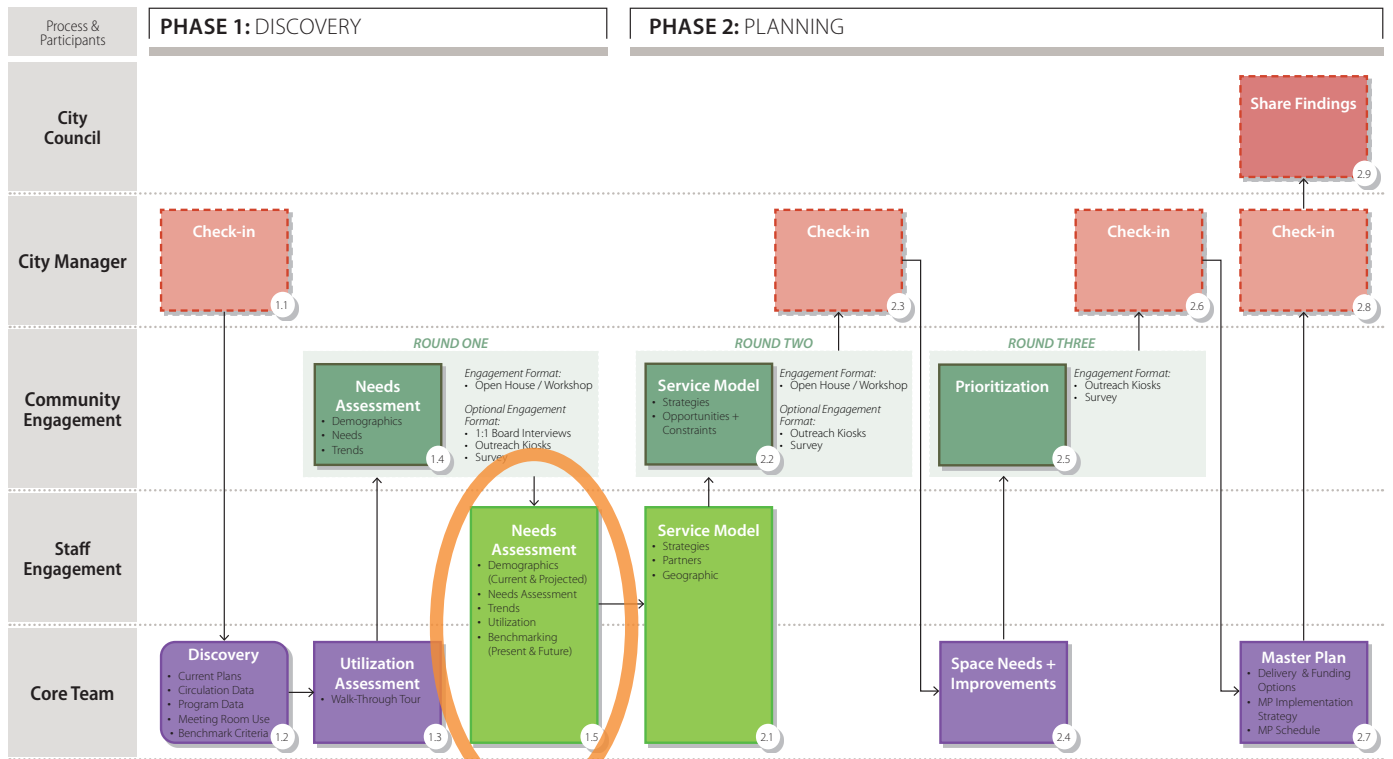 Process &
Participants
PHASE 1: DISCOVERY
PHASE 2: PLANNING
City
Council
Share Findings
2.9
City Manager
Check-in
1.1
Check-in
2.3
Check-in
2.6
Check-in
2.8
Community
Engagement
ROUND ONE
Needs
Assessment
• Demographics
• Needs
• Trends
1.4
Engagement Format:
• Open House / Workshop
Optional Engagement
Format:
• 1:1 Board Interviews
• Outreach Kiosks
• Survey
ROUND TWO
Service Model
• Strategies
• Opportunities +
Constraints
2.2
Engagement Format:
• Open House / Workshop
Optional Engagement
Format:
• Outreach Kiosks
• Survey
ROUND THREE
Prioritization
2.5
Engagement Format:
• Outreach Kiosks
• Survey
Staff
Engagement
Needs
Assessment
• Demographics
(Current & Projected)
• Needs Assessment
• Trends
• Utilization
• Benchmarking
(Present & Future)
1.5
Service Model
• Strategies
• Partners
• Geographic
2.1
Core Team
Discovery
• Current Plans
• Circulation Data
• Program Data
• Meeting Room Use
• Benchmark Criteria
1.2
Utilization
Assessment
• Walk-Through Tour
1.3
Space Needs +
Improvements
2.4
Master Plan
• Delivery & Funding
Options
• MP Implementation
Strategy
• MP Schedule
2.7